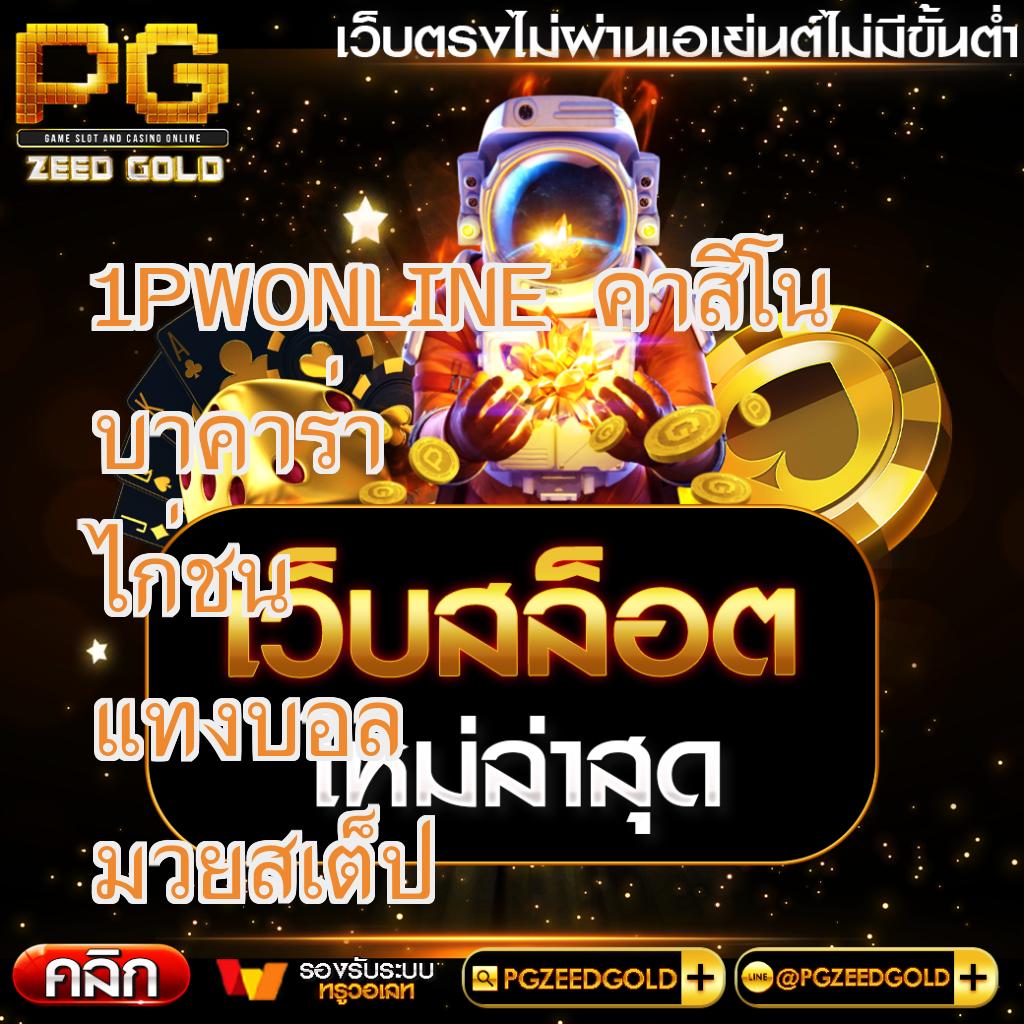 เว็บตรงไม่ผ่านเอเย่นต์ไม่มีขั้นต่ำ
PG
GAME SLOT AND CASINO ONLINE
ZEED GOLD
1PWONLINE คาสิโน
บาคาร่า
ไก่ชน
เว็บสล็อต
แทงบอล
ใหม่ล่าสุด
มวยสเต็ป
คลิก
รองรับระบบ
ทรูวอเลท
PGZEEDGOLD +
LINE @PGZEEDGOLD +